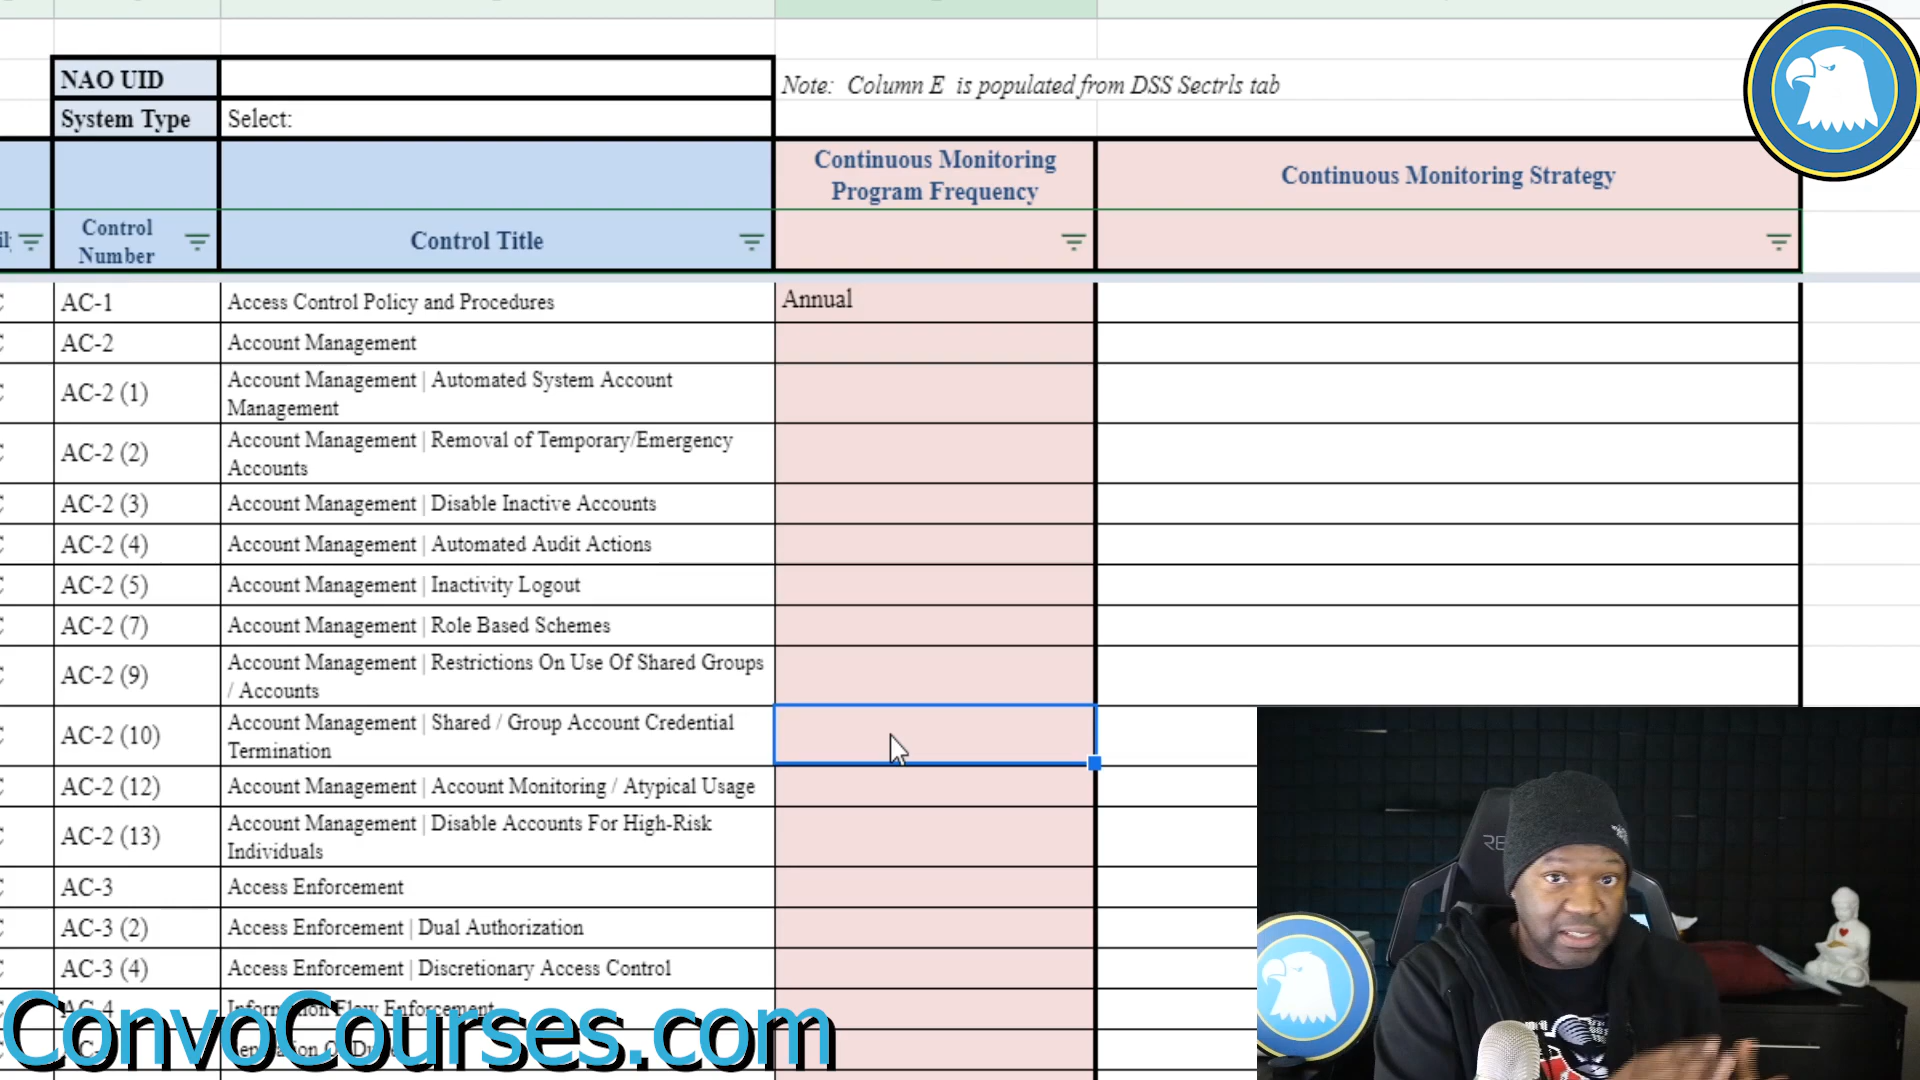 NAO UID
Note: Column E is populated from DSS Sectrls tab
System Type
Select:
Continuous Monitoring
Program Frequency
Continuous Monitoring Strategy
Control
Number
Control Title
AC-1
Access Control Policy and Procedures
Annual
AC-2
Account Management
AC-2 (1)
Account Management | Automated System Account
Management
AC-2 (2)
Account Management | Removal of Temporary/Emergency
Accounts
AC-2 (3)
Account Management | Disable Inactive Accounts
AC-2 (4)
Account Management | Automated Audit Actions
AC-2 (5)
Account Management | Inactivity Logout
AC-2 (7)
Account Management | Role Based Schemes
AC-2 (9)
Account Management | Restrictions On Use Of Shared Groups
/ Accounts
AC-2 (10)
Account Management | Shared / Group Account Credential
Termination
AC-2 (12)
Account Management | Account Monitoring / Atypical Usage
AC-2 (13)
Account Management | Disable Accounts For High-Risk
Individuals
AC-3
Access Enforcement
AC-3 (2)
Access Enforcement | Dual Authorization
AC-3 (4)
Access Enforcement | Discretionary Access Control
AC-4
Information Flow Enforcement
ConvoCourses.com